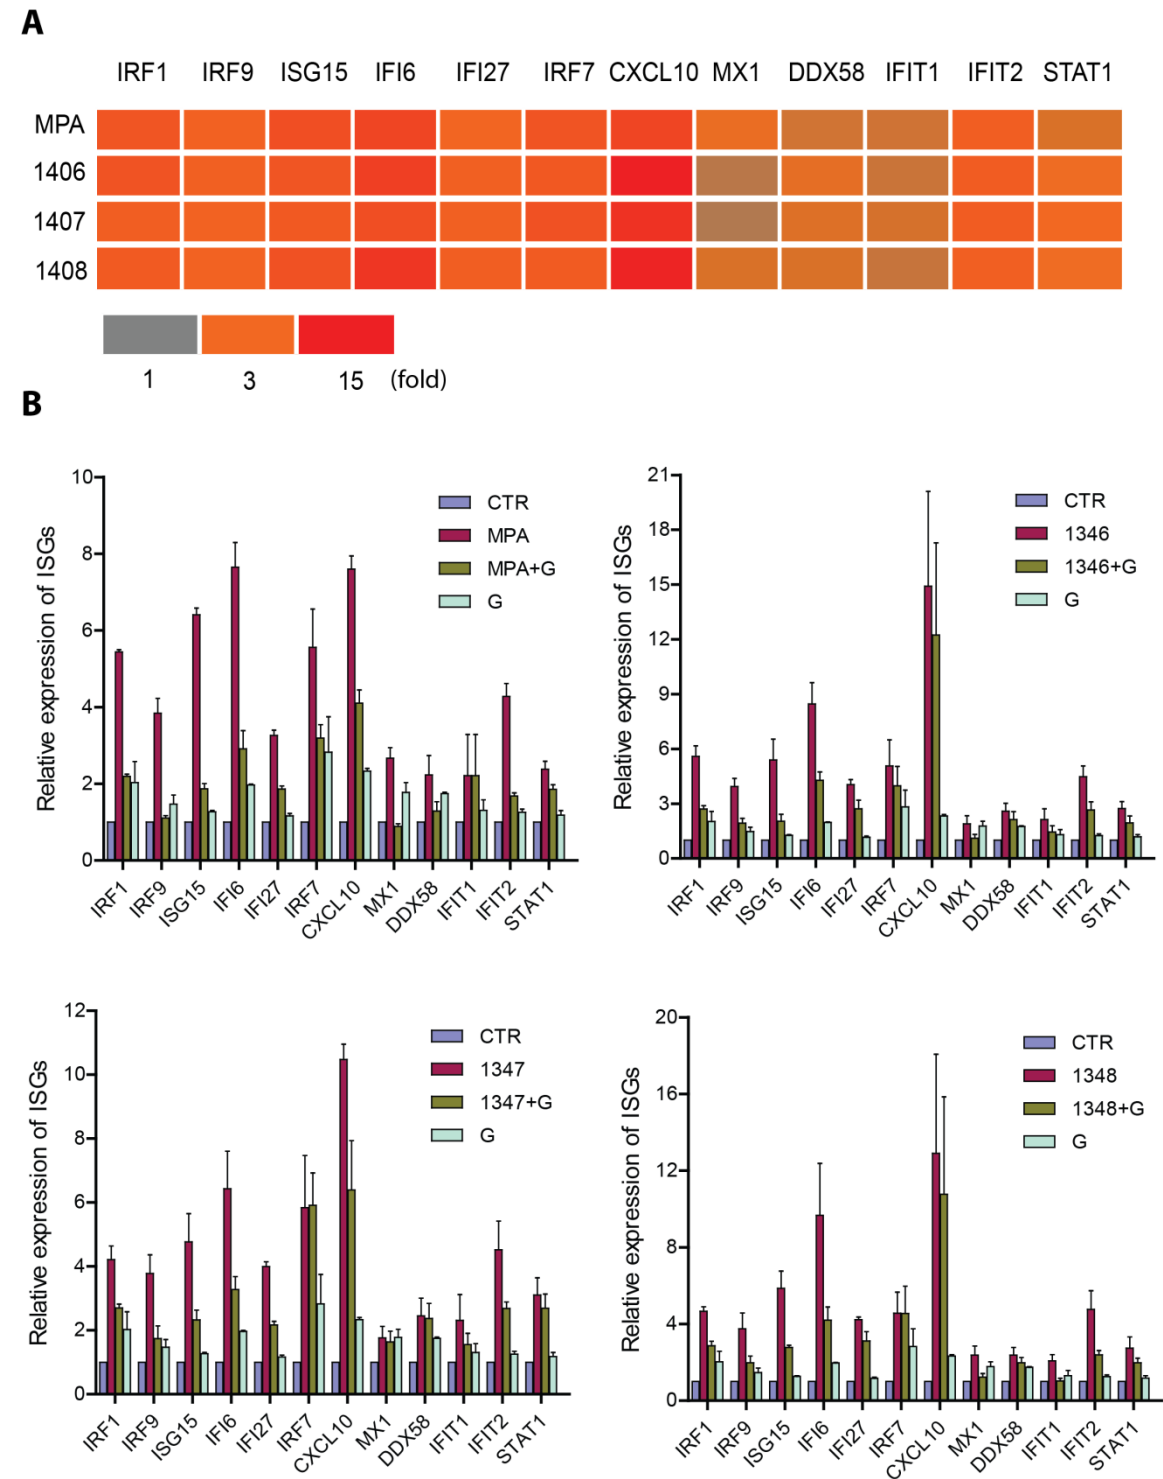 A
IRF1 IRF9 ISG15 IFI6 IFI27 IRF7 CXCL10 MX1 DDX58 IFIT1 IFIT2 STAT1
MPA
1406
1407
1408
1 3 15 (fold)
B
Relative expression of ISGs
10
8
6
4
2
0
CTR
MPA
MPA+G
G
IRF1 IRF9 ISG15 IFI6 IFI27 IRF7 CXCL10 MX1 DDX58 IFIT1 IFIT2 STAT1
Relative expression of ISGs
21
18
15
12
9
6
3
0
CTR
1346
1346+G
G
IRF1 IRF9 ISG15 IFI6 IFI27 IRF7 CXCL10 MX1 DDX58 IFIT1 IFIT2 STAT1
Relative expression of ISGs
12
10
8
6
4
2
0
CTR
1347
1347+G
G
IRF1 IRF9 ISG15 IFI6 IFI27 IRF7 CXCL10 MX1 DDX58 IFIT1 IFIT2 STAT1
Relative expression of ISGs
20
16
12
8
4
0
CTR
1348
1348+G
G
IRF1 IRF9 ISG15 IFI6 IFI27 IRF7 CXCL10 MX1 DDX58 IFIT1 IFIT2 STAT1